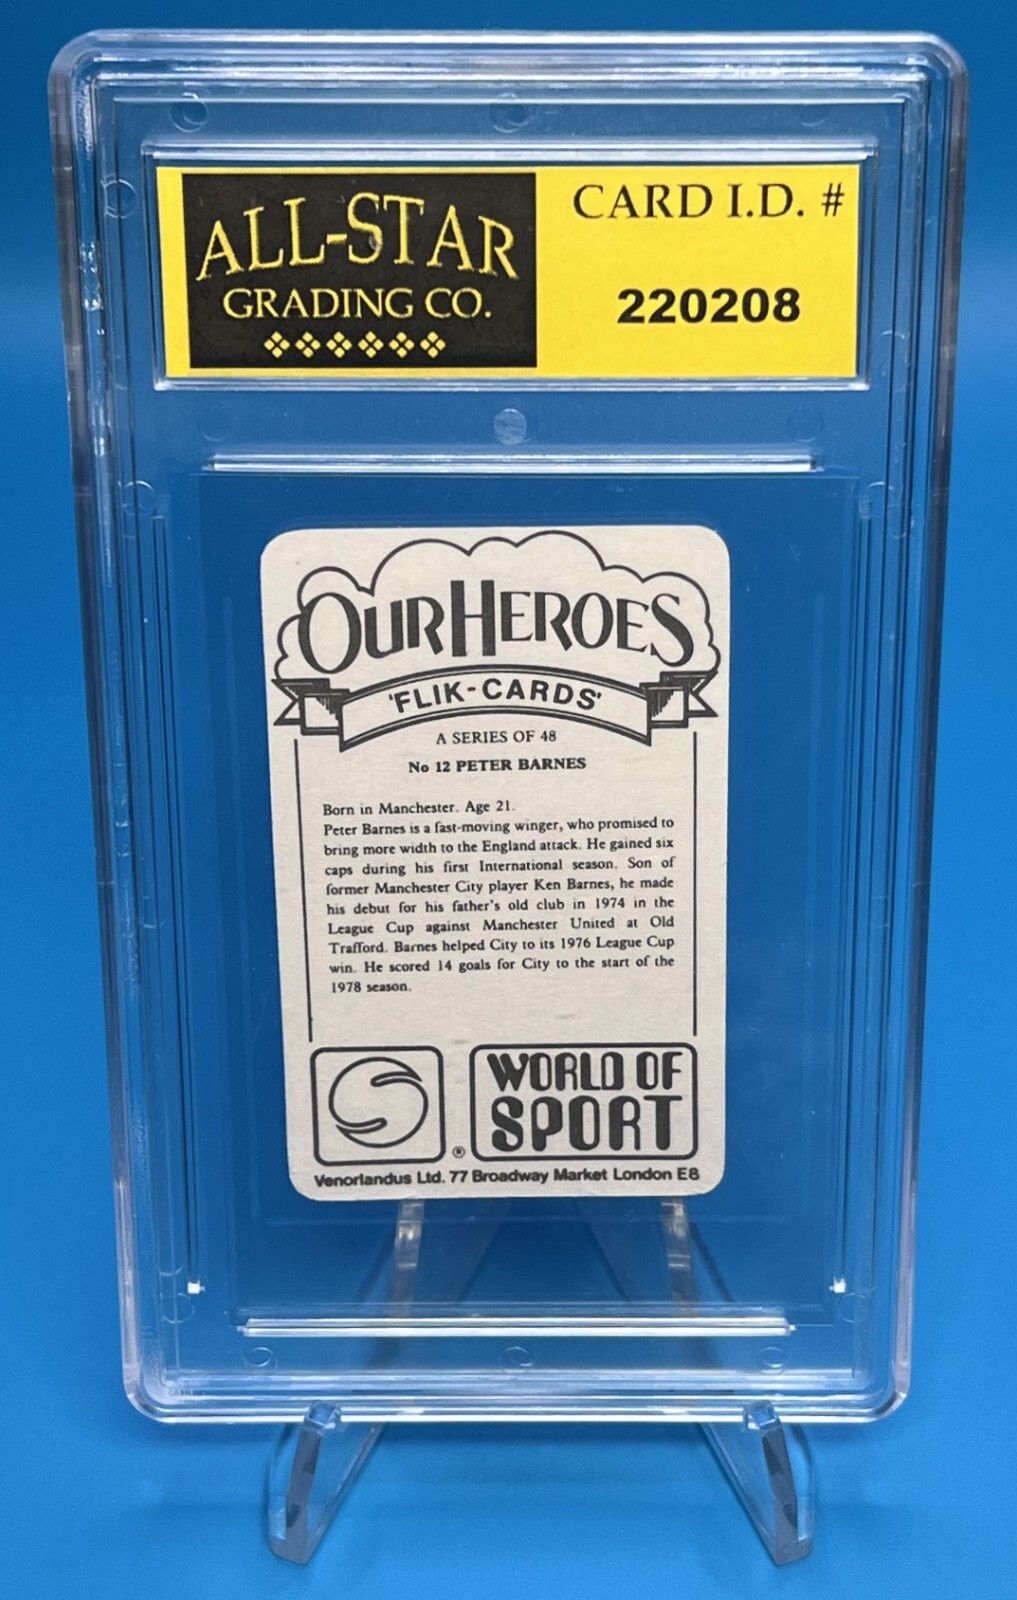 ALL-STAR
GRADING CO.
CARD I.D. #
220208
OUR HEROES
'FLIK-CARDS'
A SERIES OF 48
No 12 PETER BARNES
Born in Manchester. Age 21.
Peter Barnes is a fast-moving winger, who promised to
bring more width to the England attack. He gained six
caps during his first International season. Son of
former Manchester City player Ken Barnes, he made
his debut for his father's old club in 1974 in the
League Cup against Manchester United at Old
Trafford. Barnes helped City to its 1976 League Cup
win. He scored 14 goals for City to the start of the
1978 season.
®
WORLD OF
SPORT
Venorlandus Ltd. 77 Broadway Market London E8